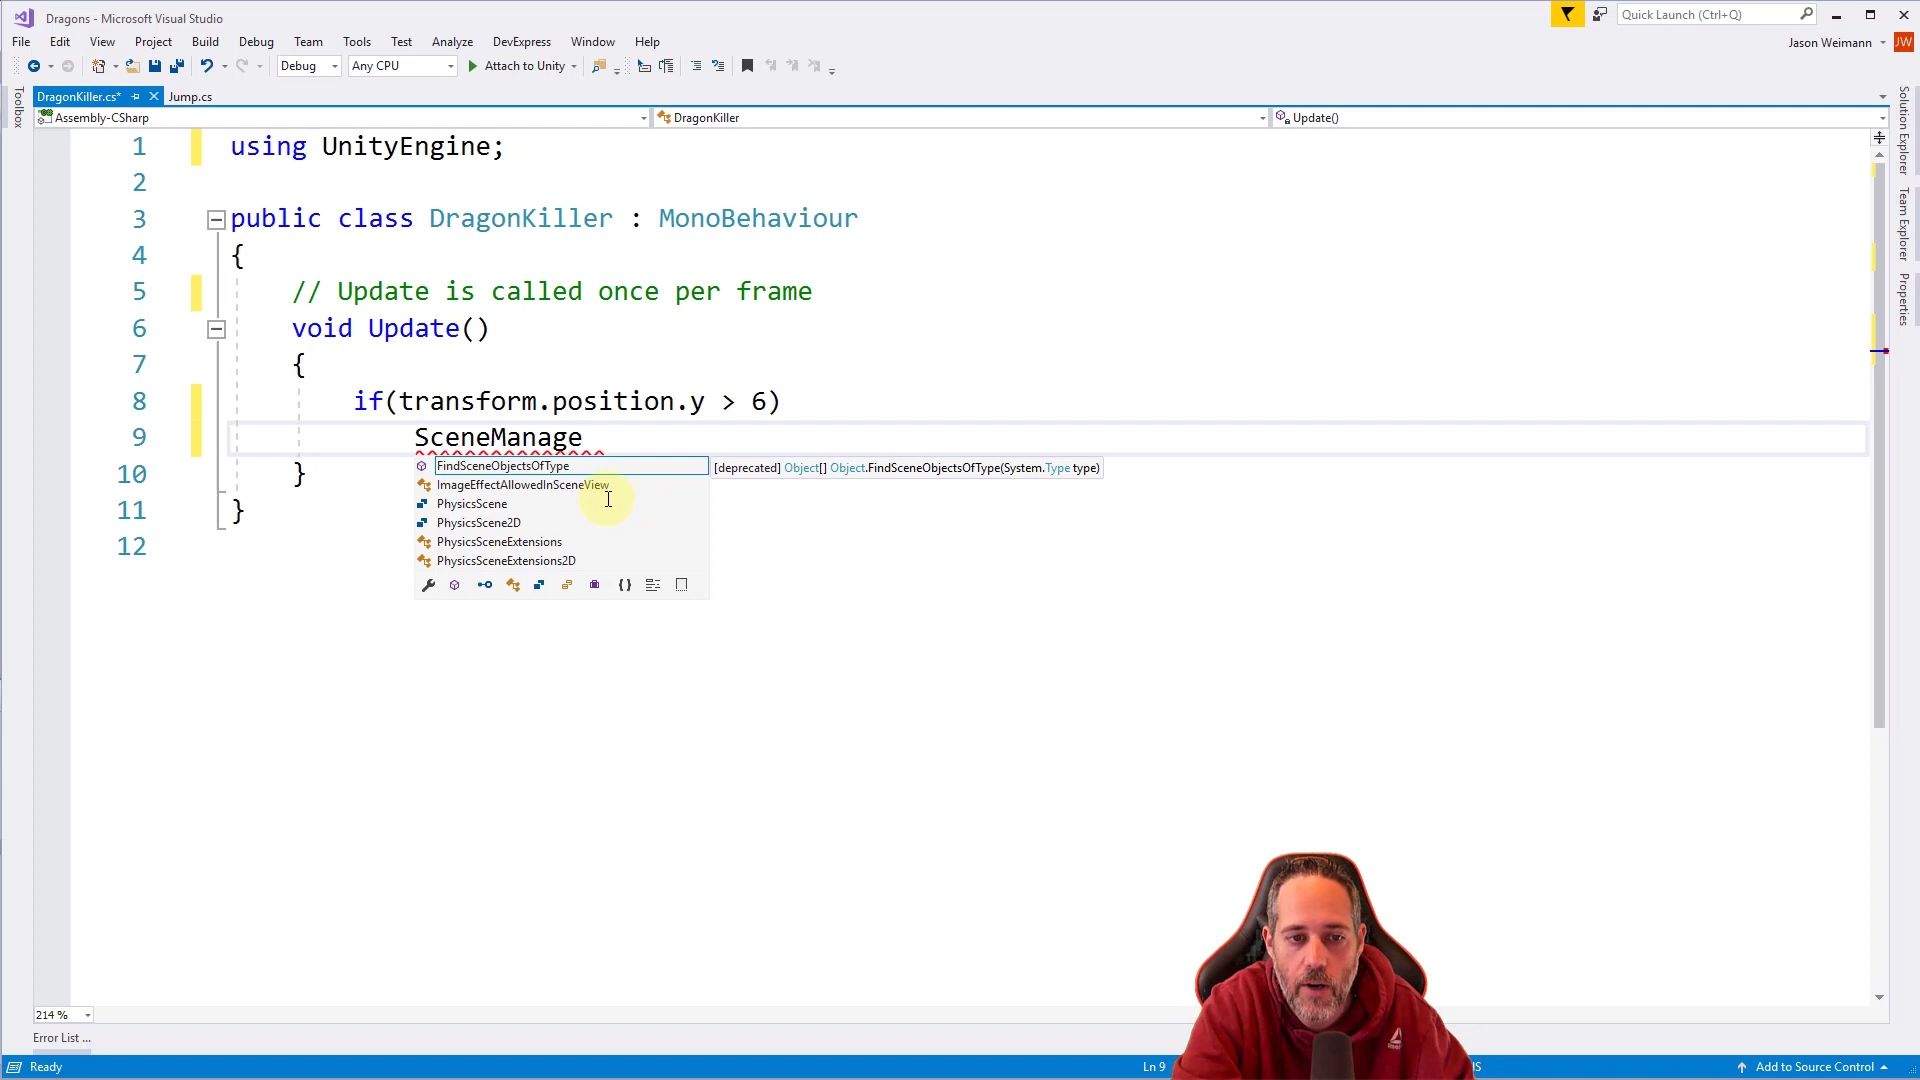 Dragons - Microsoft Visual Studio
Quick Launch (Ctrl+Q)
File Edit View Project Build Debug Team Tools Test Analyze DevExpress Window Help
Jason Weimann JW
Debug Any CPU Attach to Unity
Toolbox
DragonKiller.cs* Jump.cs
Assembly-CSharp DragonKiller Update()
Solution Explorer
Team Explorer
Properties
1 using UnityEngine;
2
3 public class DragonKiller : MonoBehaviour
4 {
5 // Update is called once per frame
6 void Update()
7 {
8 if(transform.position.y > 6)
9 SceneManage
10 }
11 }
12
FindSceneObjectsOfType [deprecated] Object[] Object.FindSceneObjectsOfType(System.Type type)
ImageEffectAllowedInSceneView
PhysicsScene
PhysicsScene2D
PhysicsSceneExtensions
PhysicsSceneExtensions2D
214 %
Error List ...
Ready Ln 9 Add to Source Control